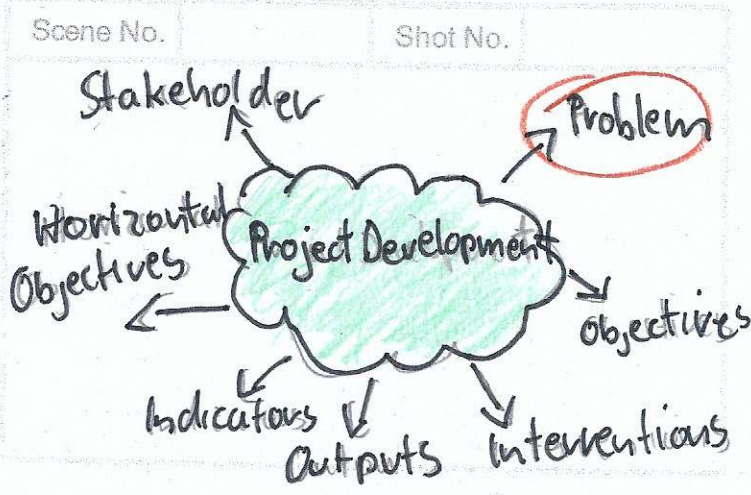 Scene No.
Shot No.
Stakeholder
Problem
Horizontal
Objectives
Project Development
Objectives
Indicators
Outputs
Interventions